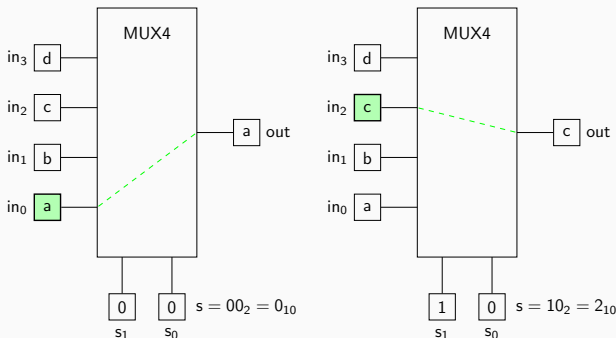 MUX4
in₃ d
in₂ c
in₁ b
in₀ a
a out
0 0 s = 00₂ = 0₁₀
s₁ s₀
MUX4
in₃ d
in₂ c
in₁ b
in₀ a
c out
1 0 s = 10₂ = 2₁₀
s₁ s₀